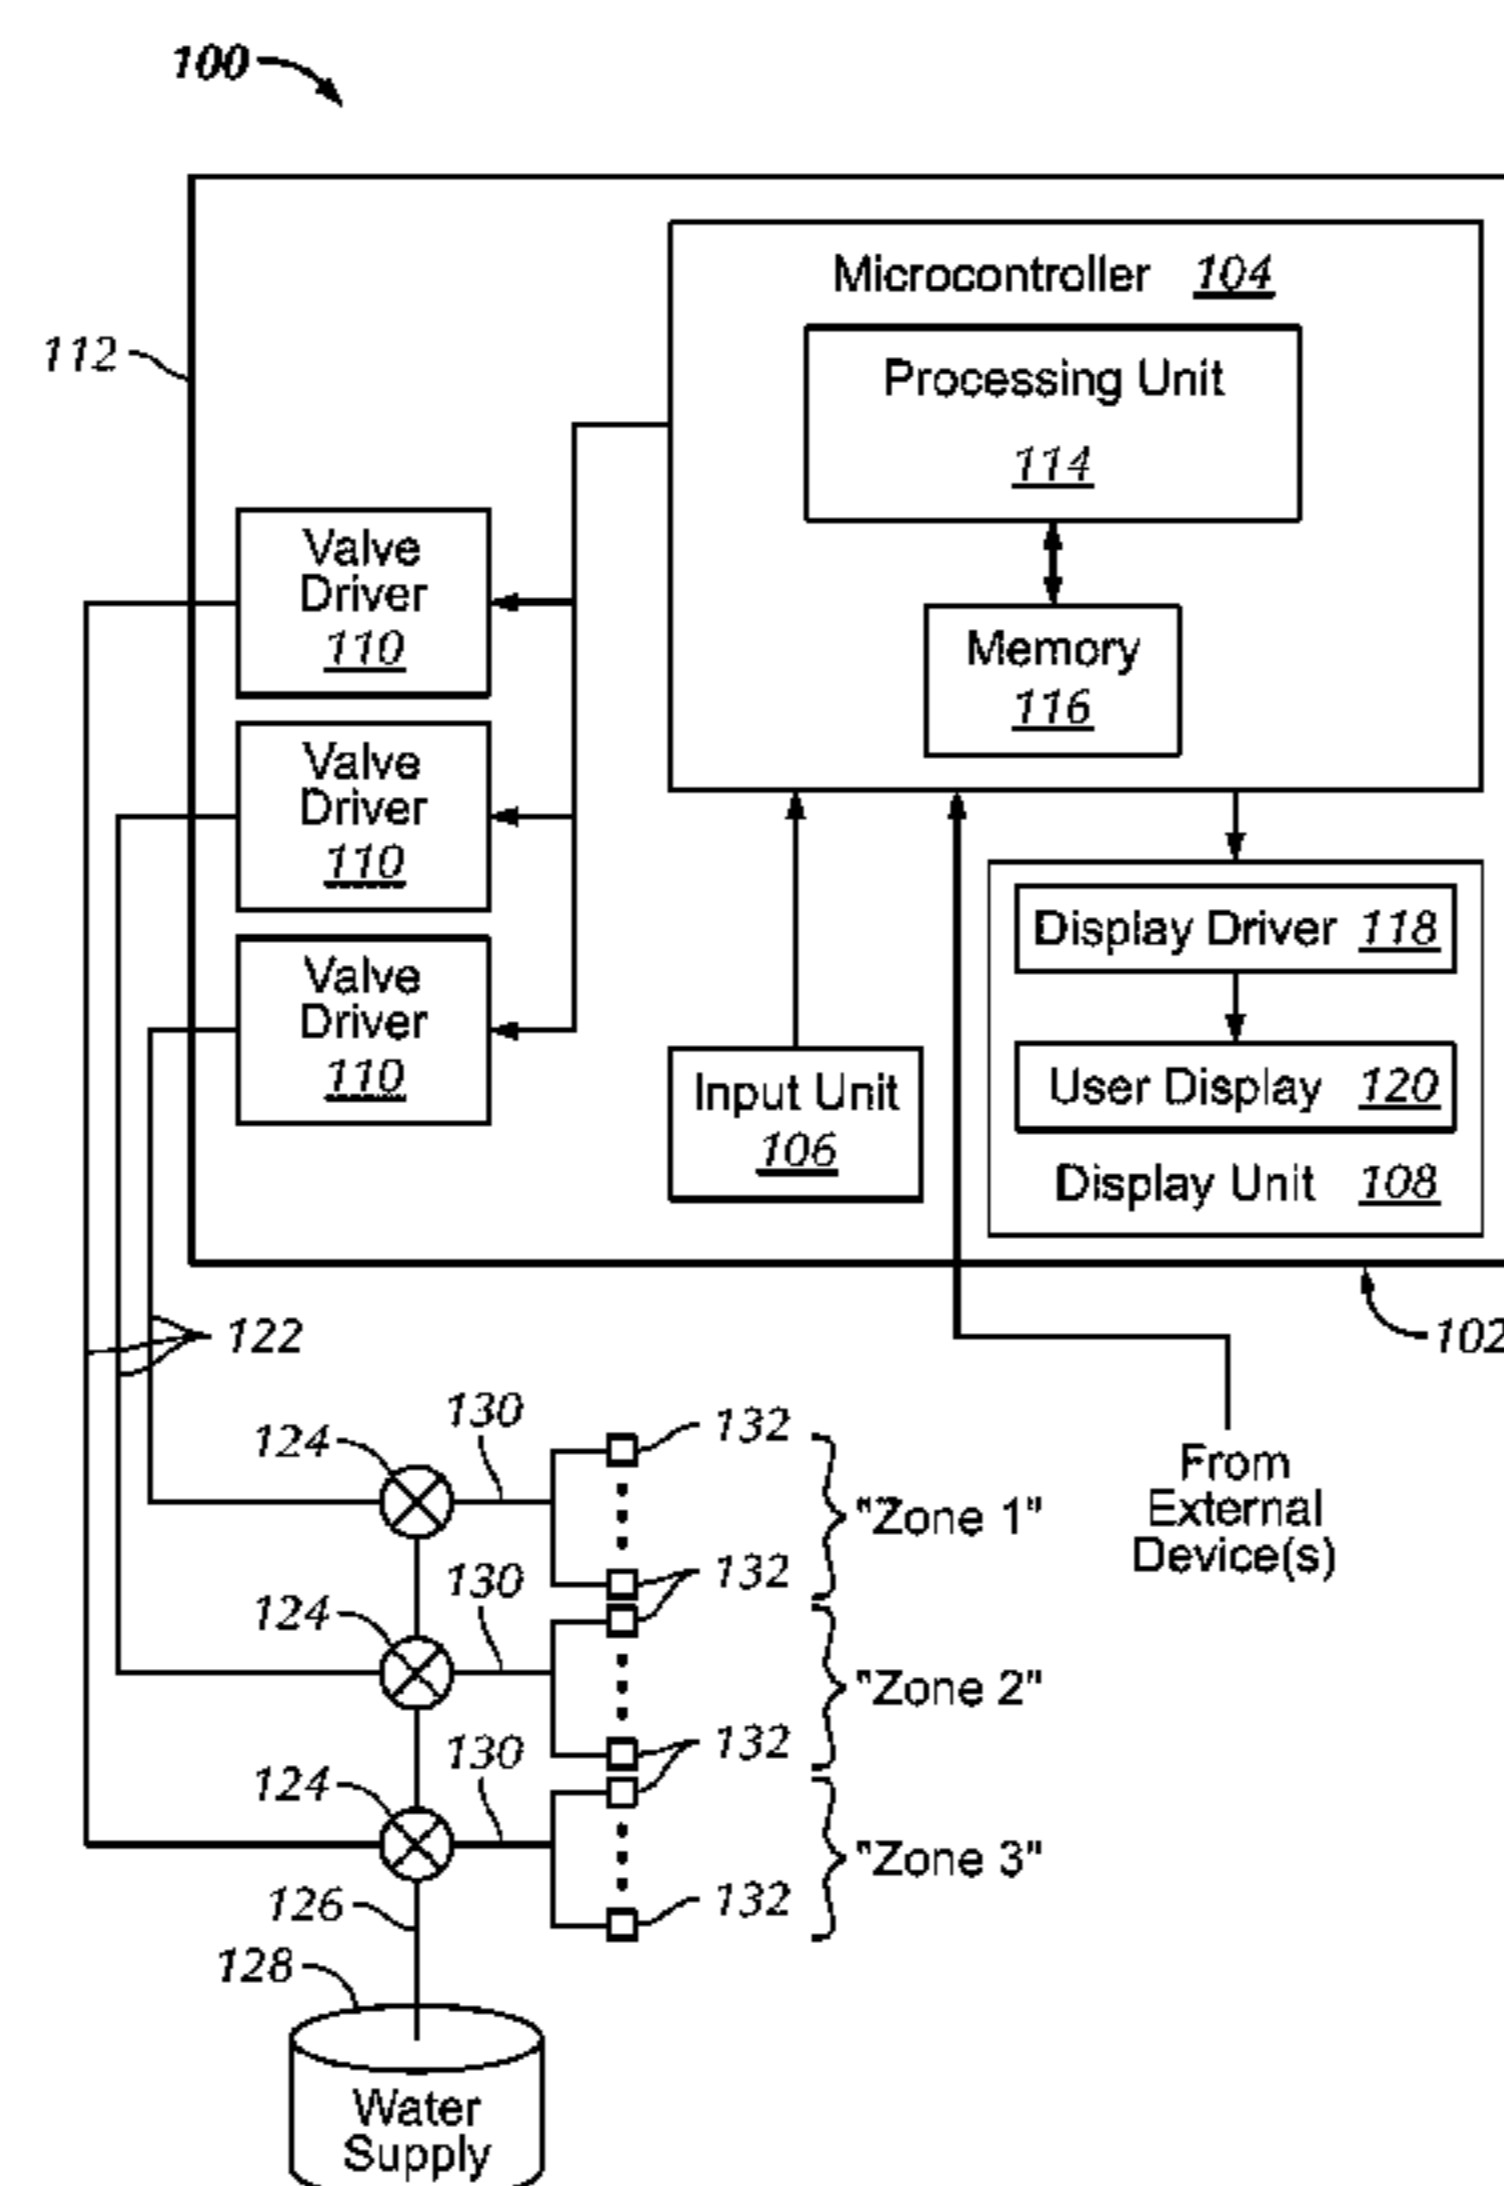 100
Microcontroller 104
112
Processing Unit
114
Valve
Driver
110
Memory
116
Valve
Driver
110
Display Driver 118
Valve
Driver
110
Input Unit
106
User Display 120
Display Unit 108
122
102
130
132
124
"Zone 1"
From
External
Device(s)
130
132
124
"Zone 2"
130
132
124
"Zone 3"
126
132
128
Water
Supply